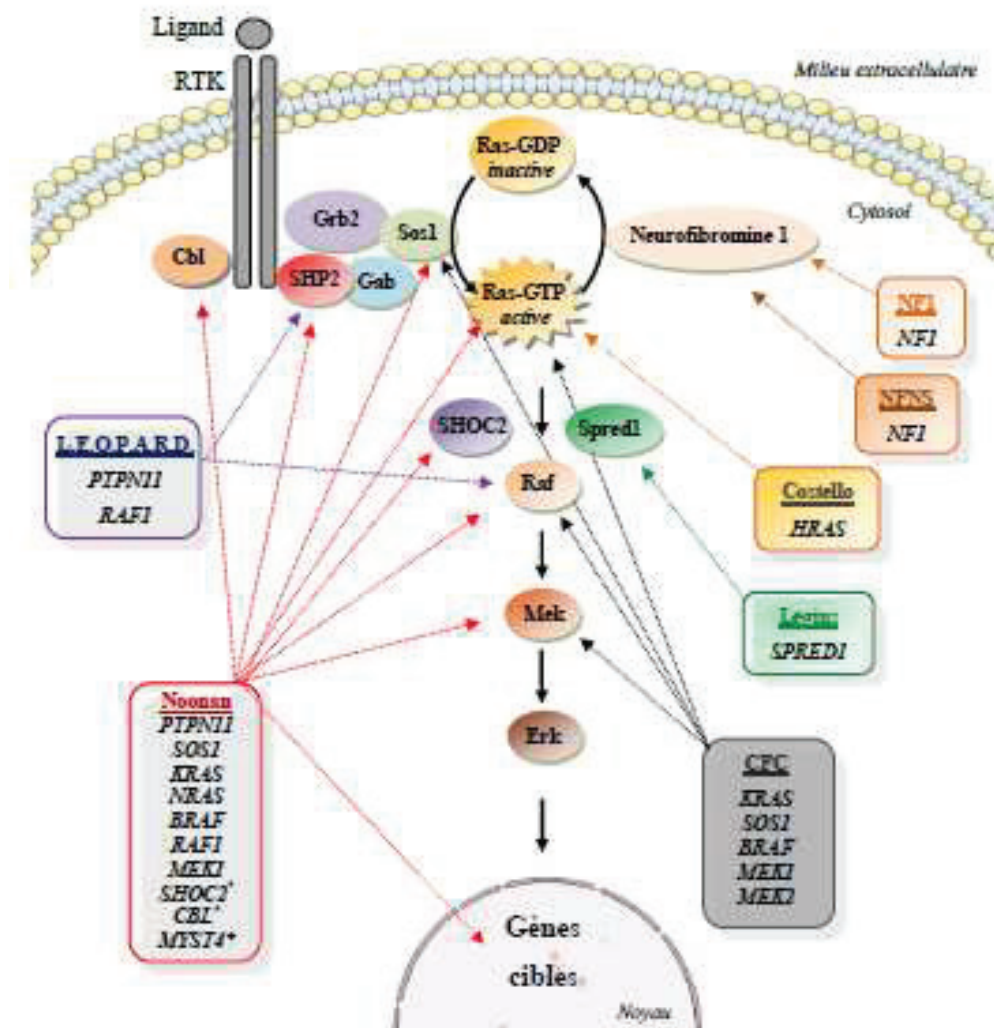 Ligand
RTK
Milieu extracellulaire
Ras-GDP
inactive
Cytosol
Grb2
Sos1
Neurofibromine 1
Cbl
SHP2
Gab
Ras-GTP
active
NF1
NF1
NFNS
NF1
SHOC2
Spred1
L.E.O.P.A.R.D.
PTPN11
RAF1
Raf
Costello
HRAS
Mek
Legius
SPRED1
Noonan
PTPN11
SOS1
KRAS
NRAS
BRAF
RAF1
MEK1
SHOC2*
CBL*
MYST4*
Erk
CFC
KRAS
SOS1
BRAF
MEK1
MEK2
Gènes
cibles
Noyau